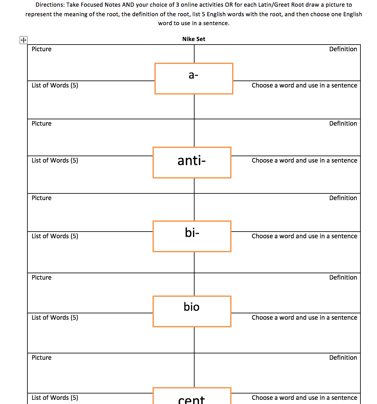 Directions: Take Focused Notes AND your choice of 3 online activities OR for each Latin/Greet Root draw a picture to
represent the meaning of the root, the definition of the root, list 5 English words with the root, and then choose one English
word to use in a sentence.
Nike Set
Picture Definition
a-
List of Words (5) Choose a word and use in a sentence
Picture Definition
anti-
List of Words (5) Choose a word and use in a sentence
Picture Definition
bi-
List of Words (5) Choose a word and use in a sentence
Picture Definition
bio
List of Words (5) Choose a word and use in a sentence
Picture Definition
cent
List of Words (5) Choose a word and use in a sentence